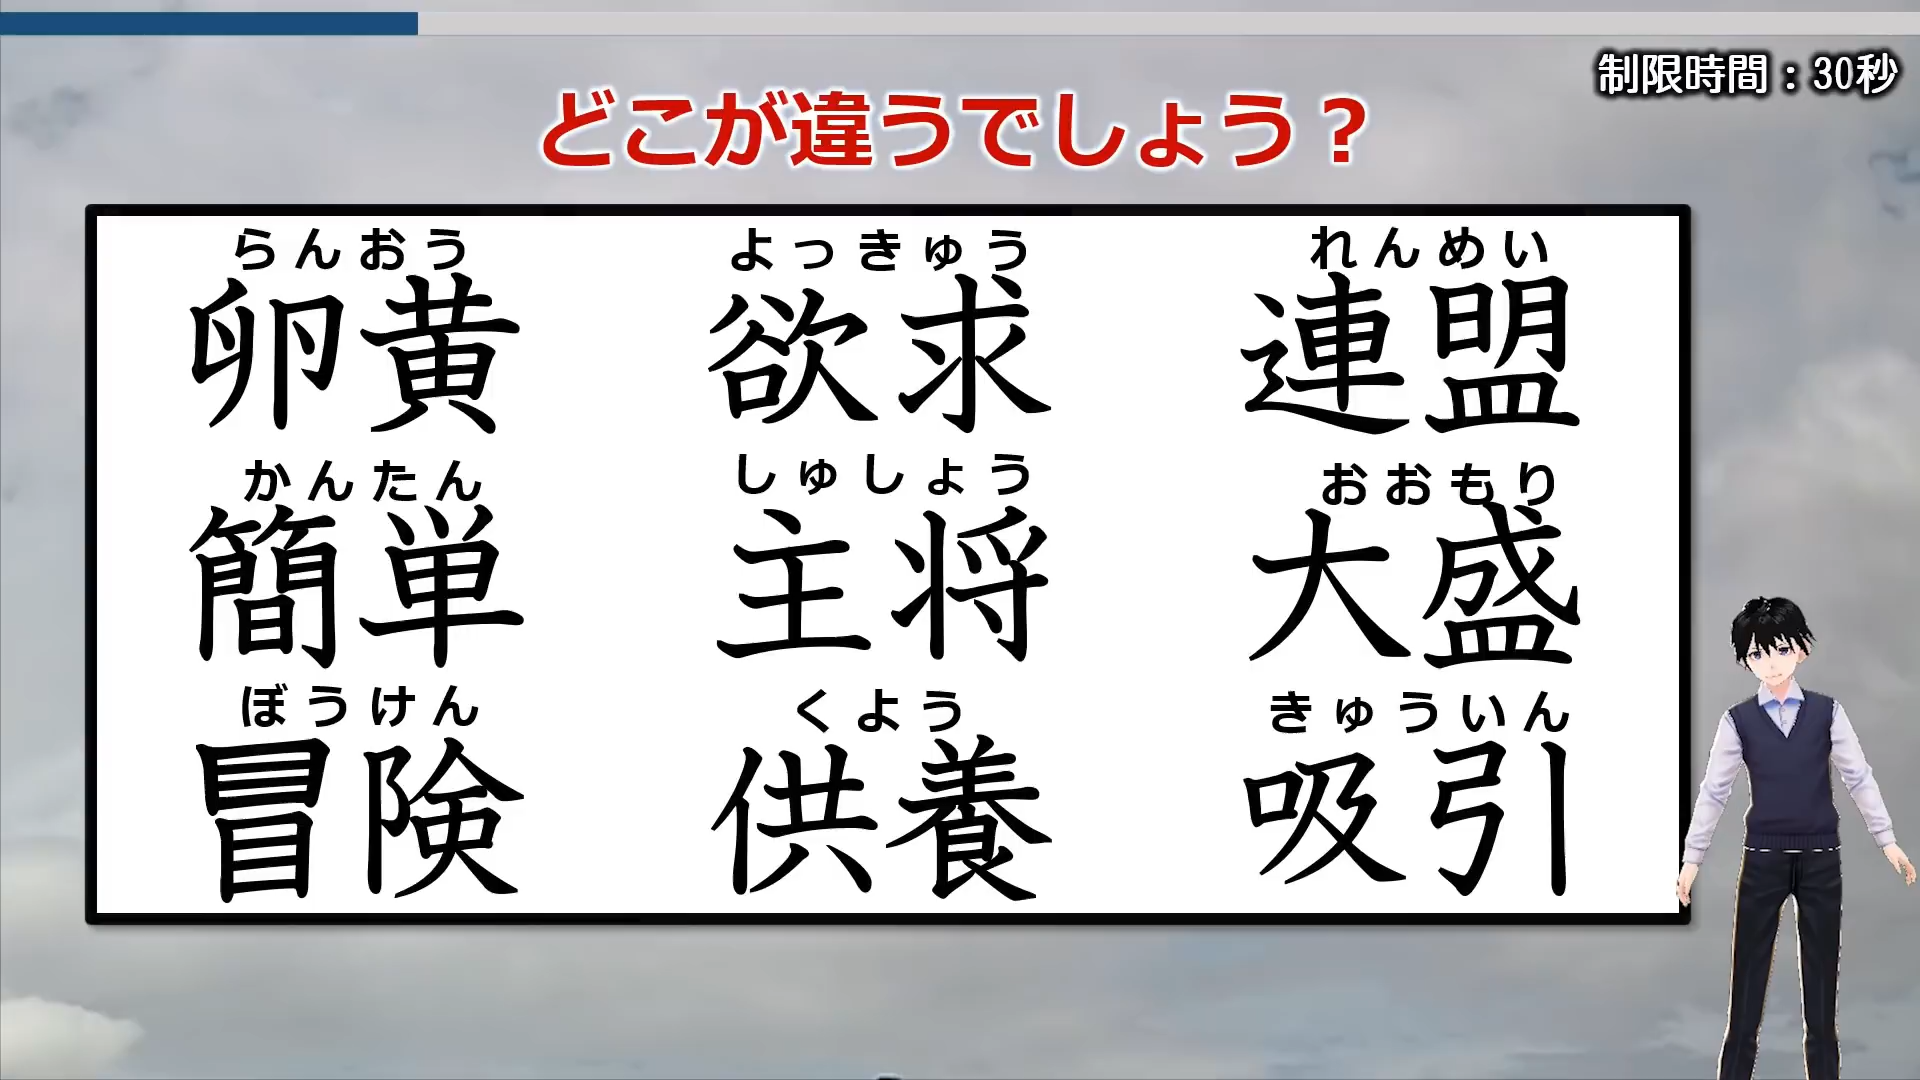 制限時間：30秒
どこが違うでしょう？
らんおう よっきゅう れんめい
卵黄 欲求 連盟
かんたん しゅしょう おおもり
簡単 主将 大盛
ぼうけん くよう きゅういん
冒険 供養 吸引